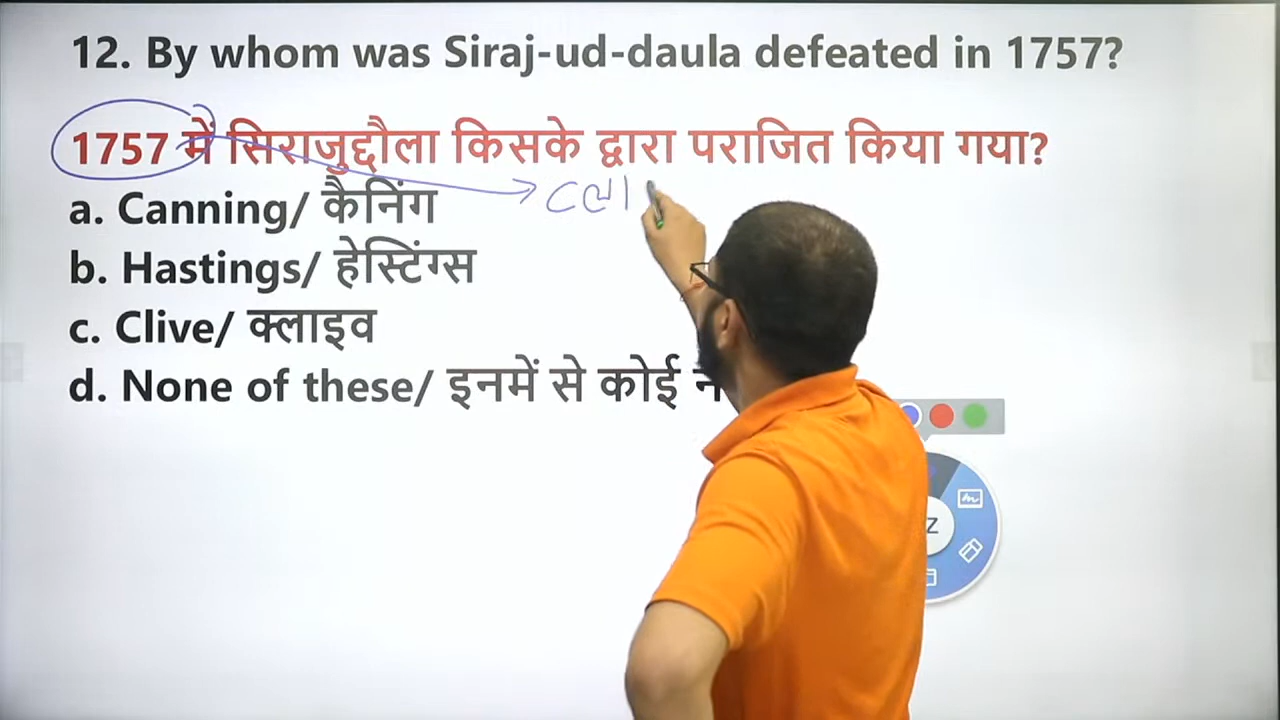 12. By whom was Siraj-ud-daula defeated in 1757?
1757 में सिराजुद्दौला किसके द्वारा पराजित किया गया?
a. Canning/ कैनिंग
b. Hastings/ हेस्टिंग्स
c. Clive/ क्लाइव
d. None of these/ इनमें से कोई न
Z